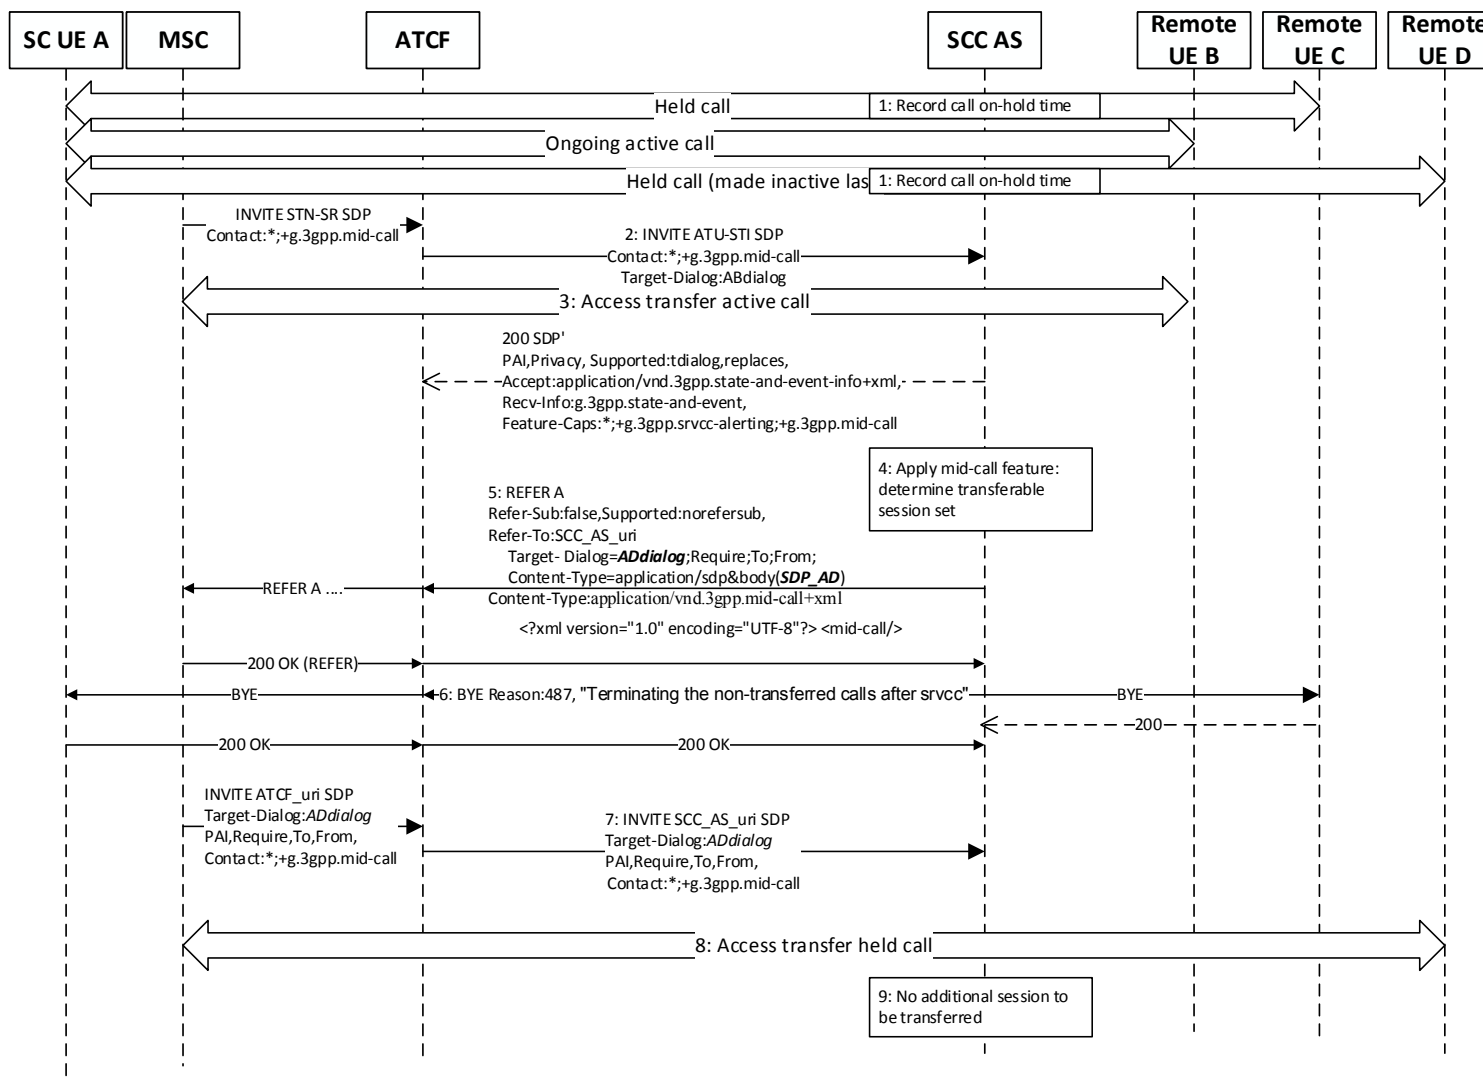 SC UE A
MSC
ATCF
SCC AS
Remote
UE B
Remote
UE C
Remote
UE D
Held call
1: Record call on-hold time
Ongoing active call
Held call (made inactive las
1: Record call on-hold time
INVITE STN-SR SDP
Contact:*;+g.3gpp.mid-call
2: INVITE ATU-STI SDP
Contact:*;+g.3gpp.mid-call
Target-Dialog:ABdialog
3: Access transfer active call
200 SDP'
PAI,Privacy, Supported:tdialog,replaces,
Accept:application/vnd.3gpp.state-and-event-info+xml,
Recv-Info:g.3gpp.state-and-event,
Feature-Caps:*;+g.3gpp.srvcc-alerting;+g.3gpp.mid-call
4: Apply mid-call feature:
determine transferable
session set
5: REFER A
Refer-Sub:false,Supported:norefersub,
Refer-To:SCC_AS_uri
Target- Dialog=ADdialog;Require;To;From;
Content-Type=application/sdp&body(SDP_AD)
REFER A ....
Content-Type:application/vnd.3gpp.mid-call+xml
<?xml version="1.0" encoding="UTF-8"?> <mid-call/>
200 OK (REFER)
BYE
6: BYE Reason:487, "Terminating the non-transferred calls after srvcc"
BYE
200
200 OK
200 OK
INVITE ATCF_uri SDP
Target-Dialog:ADdialog
PAI,Require,To,From,
Contact:*;+g.3gpp.mid-call
7: INVITE SCC_AS_uri SDP
Target-Dialog:ADdialog
PAI,Require,To,From,
Contact:*;+g.3gpp.mid-call
8: Access transfer held call
9: No additional session to
be transferred